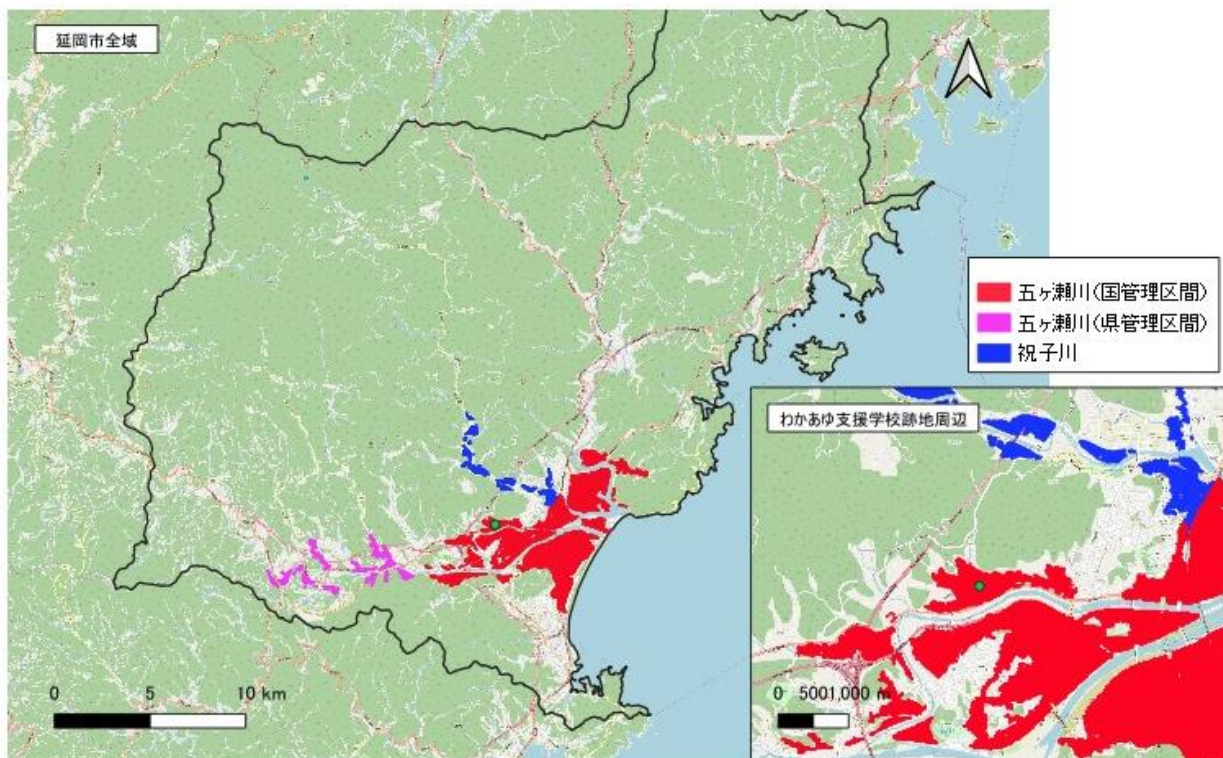 延岡市全域
五ヶ瀬川(国管理区間)
五ヶ瀬川(県管理区間)
祝子川
わかあゆ支援学校跡地周辺
0 5 10 km
0 5001,000 m